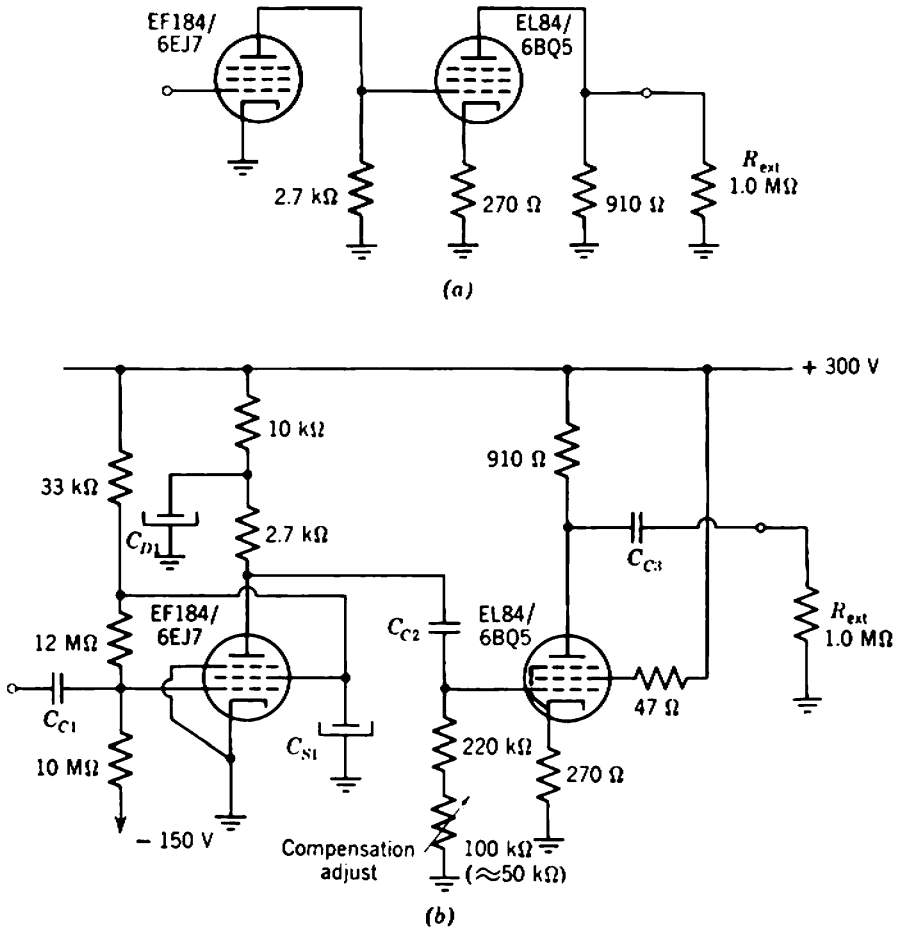 EF184/
6EJ7
EL84/
6BQ5
2.7 kΩ
270 Ω
910 Ω
R_ext
1.0 MΩ
(a)
+ 300 V
10 kΩ
910 Ω
33 kΩ
2.7 kΩ
C_D1
C_C3
EF184/
6EJ7
EL84/
6BQ5
C_C2
R_ext
1.0 MΩ
12 MΩ
47 Ω
C_C1
C_S1
220 kΩ
10 MΩ
270 Ω
− 150 V
Compensation
adjust
100 kΩ
(≈50 kΩ)
(b)